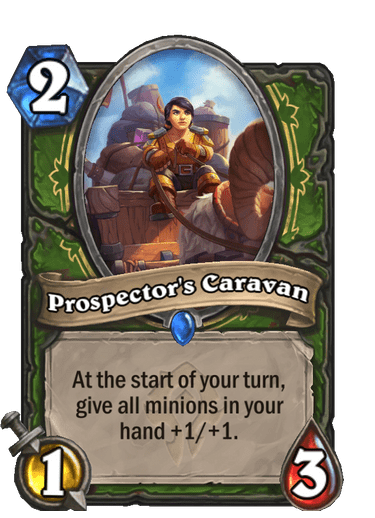 2
Prospector's Caravan
At the start of your turn,
give all minions in your
hand +1/+1.
1
3